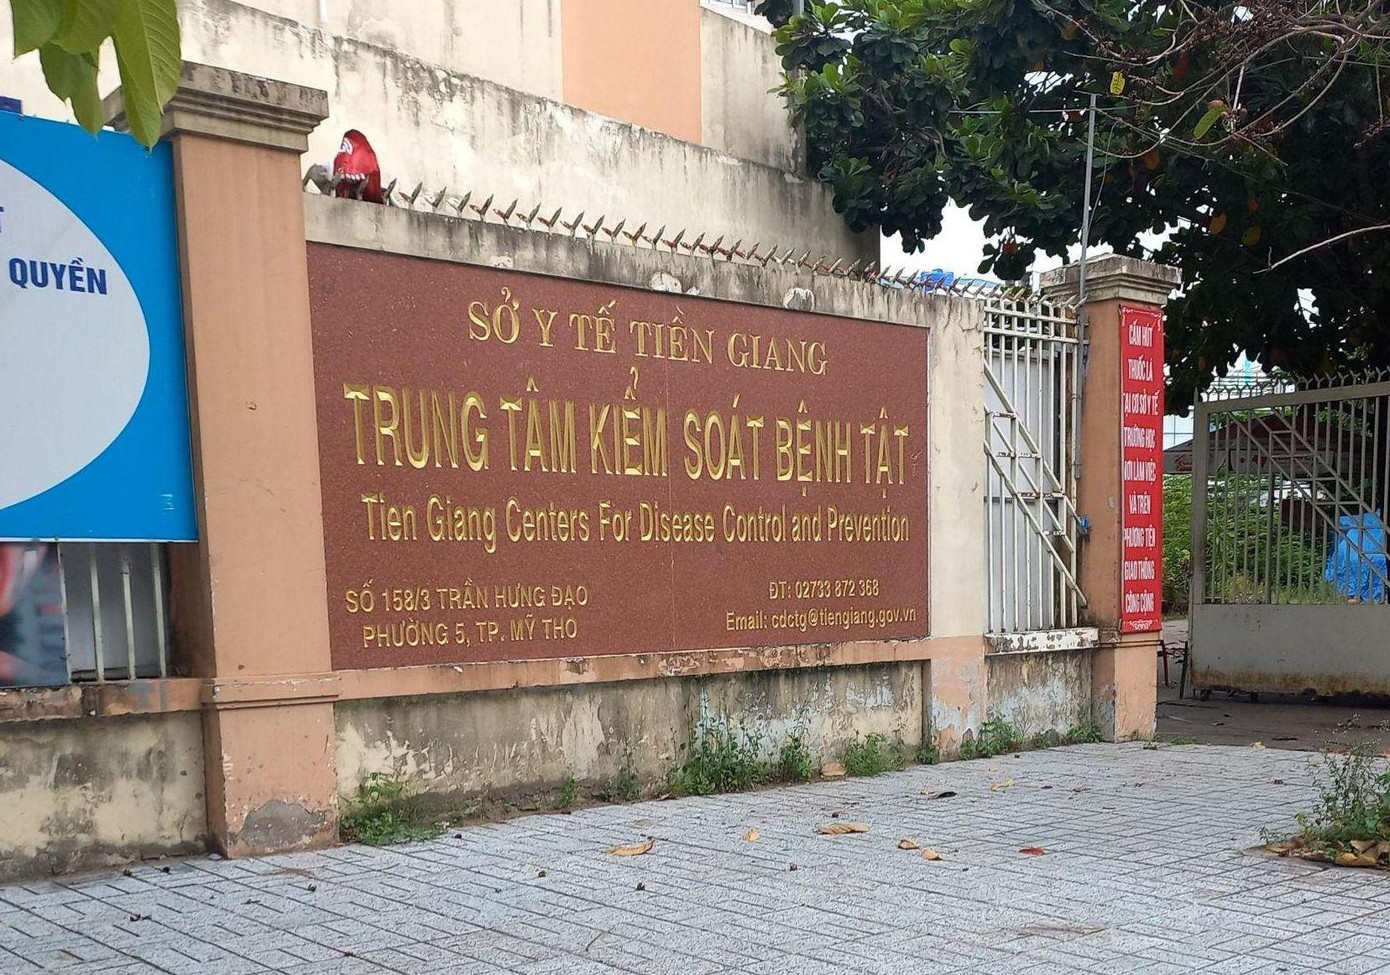 QUYỀN
SỞ Y TẾ TIỀN GIANG
TRUNG TÂM KIỂM SOÁT BỆNH TẬT
Tien Giang Centers For Disease Control and Prevention
SỐ 158/3 TRẦN HƯNG ĐẠO
PHƯỜNG 5, TP. MỸ THO
ĐT: 02733 872 368
Email: cdctg@tiengiang.gov.vn
CẤM HÚT
THUỐC LÁ
TẠI CƠ SỞ Y TẾ
TRƯỜNG HỌC
NƠI LÀM VIỆC
VÀ TRÊN
PHƯƠNG TIỆN
GIAO THÔNG
CÔNG CỘNG